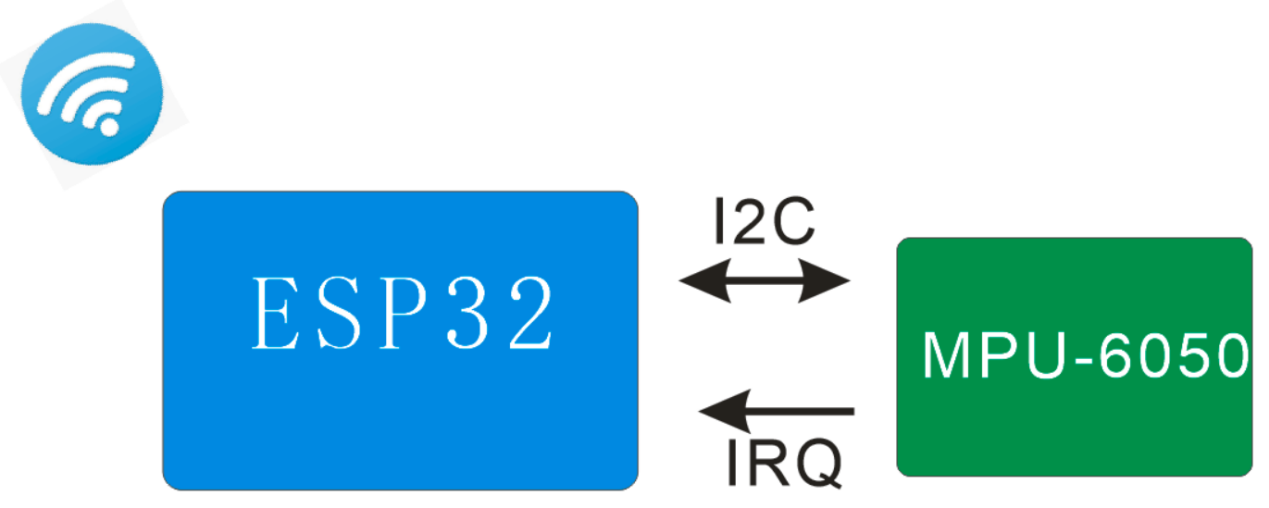 I2C
ESP32
MPU-6050
IRQ